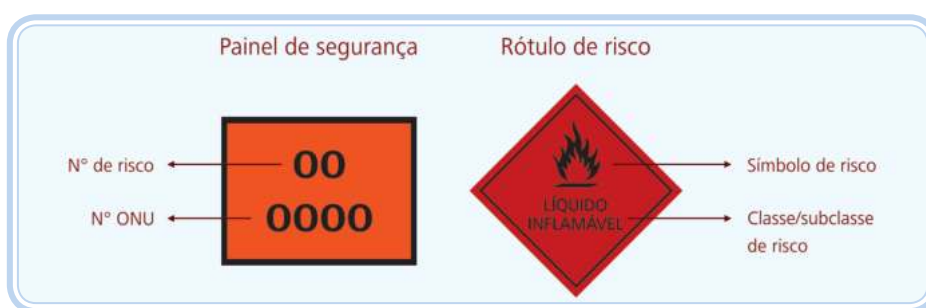 Painel de segurança
Rótulo de risco
N° de risco
00
Símbolo de risco
N° ONU
0000
LÍQUIDO
INFLAMÁVEL
Classe/subclasse
de risco